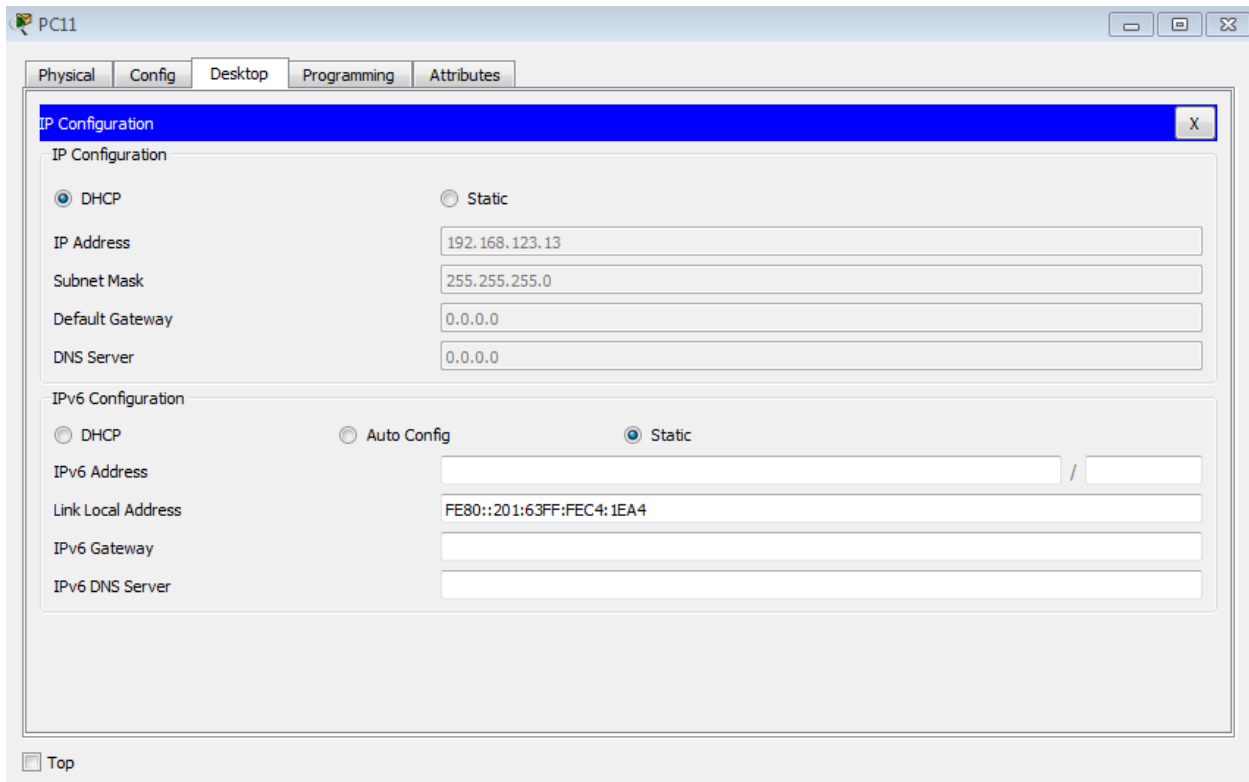 PC11
Physical Config Desktop Programming Attributes
IP Configuration X
IP Configuration
DHCP Static
IP Address 192.168.123.13
Subnet Mask 255.255.255.0
Default Gateway 0.0.0.0
DNS Server 0.0.0.0
IPv6 Configuration
DHCP Auto Config Static
IPv6 Address /
Link Local Address FE80::201:63FF:FEC4:1EA4
IPv6 Gateway
IPv6 DNS Server
Top